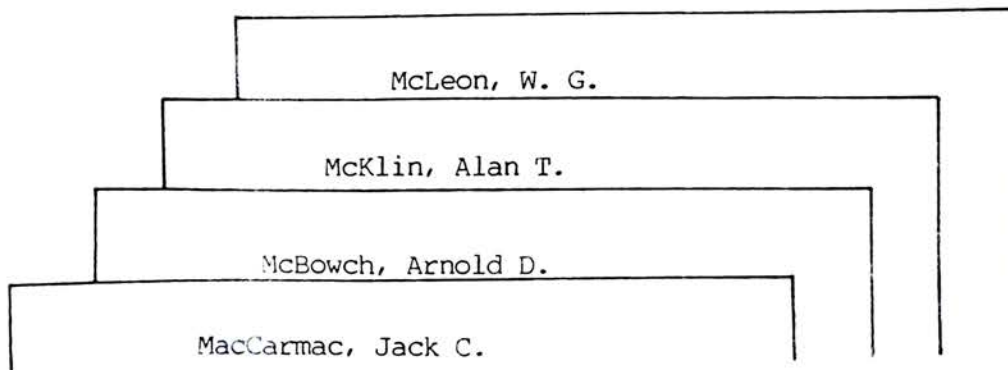 McLeon, W. G.
McKlin, Alan T.
McBowch, Arnold D.
MacCarmac, Jack C.